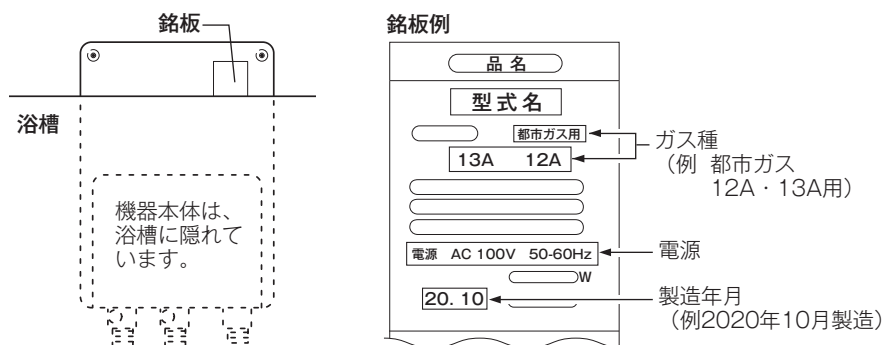 銘板
浴槽
機器本体は、
浴槽に隠れて
います。
銘板例
品 名
型式名
都市ガス用
13A 12A
ガス種
(例 都市ガス
12A・13A用)
電源 AC 100V 50-60Hz
電源
W
20. 10
製造年月
(例2020年10月製造)